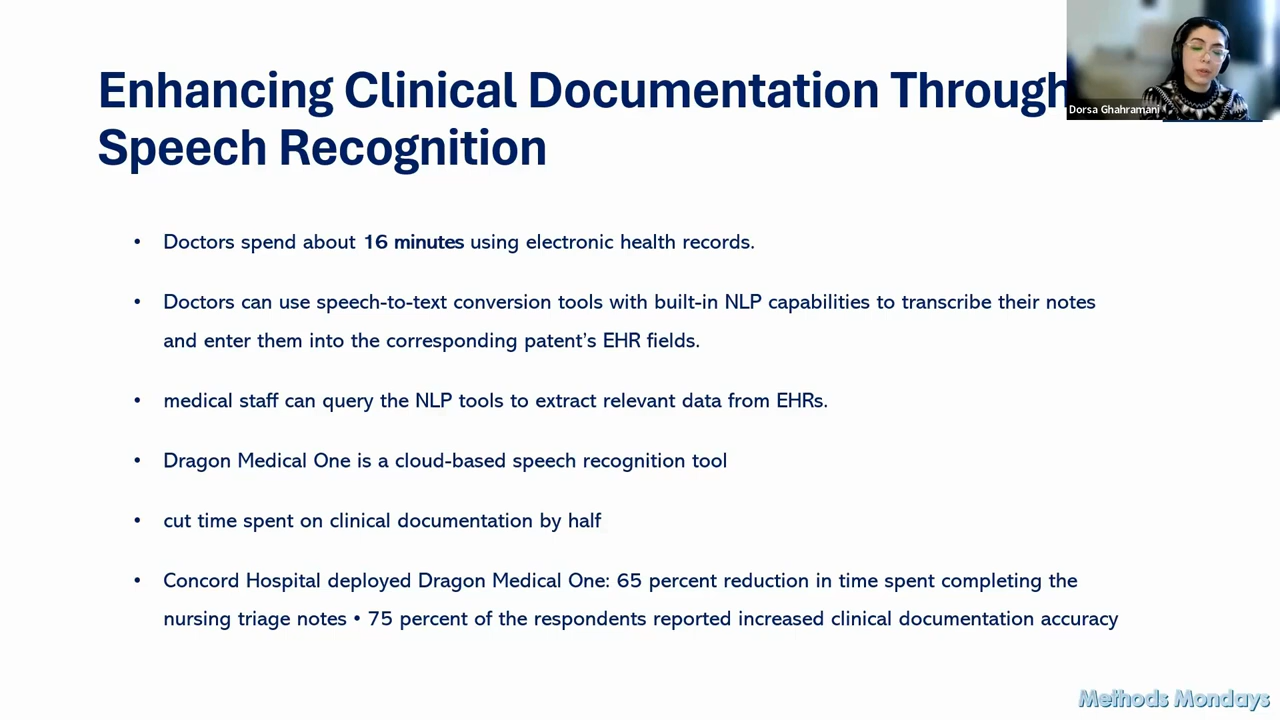 Enhancing Clinical Documentation Through
Speech Recognition
Dorsa Ghahramani
• Doctors spend about 16 minutes using electronic health records.
• Doctors can use speech-to-text conversion tools with built-in NLP capabilities to transcribe their notes
and enter them into the corresponding patent’s EHR fields.
• medical staff can query the NLP tools to extract relevant data from EHRs.
• Dragon Medical One is a cloud-based speech recognition tool
• cut time spent on clinical documentation by half
• Concord Hospital deployed Dragon Medical One: 65 percent reduction in time spent completing the
nursing triage notes • 75 percent of the respondents reported increased clinical documentation accuracy
Methods Mondays